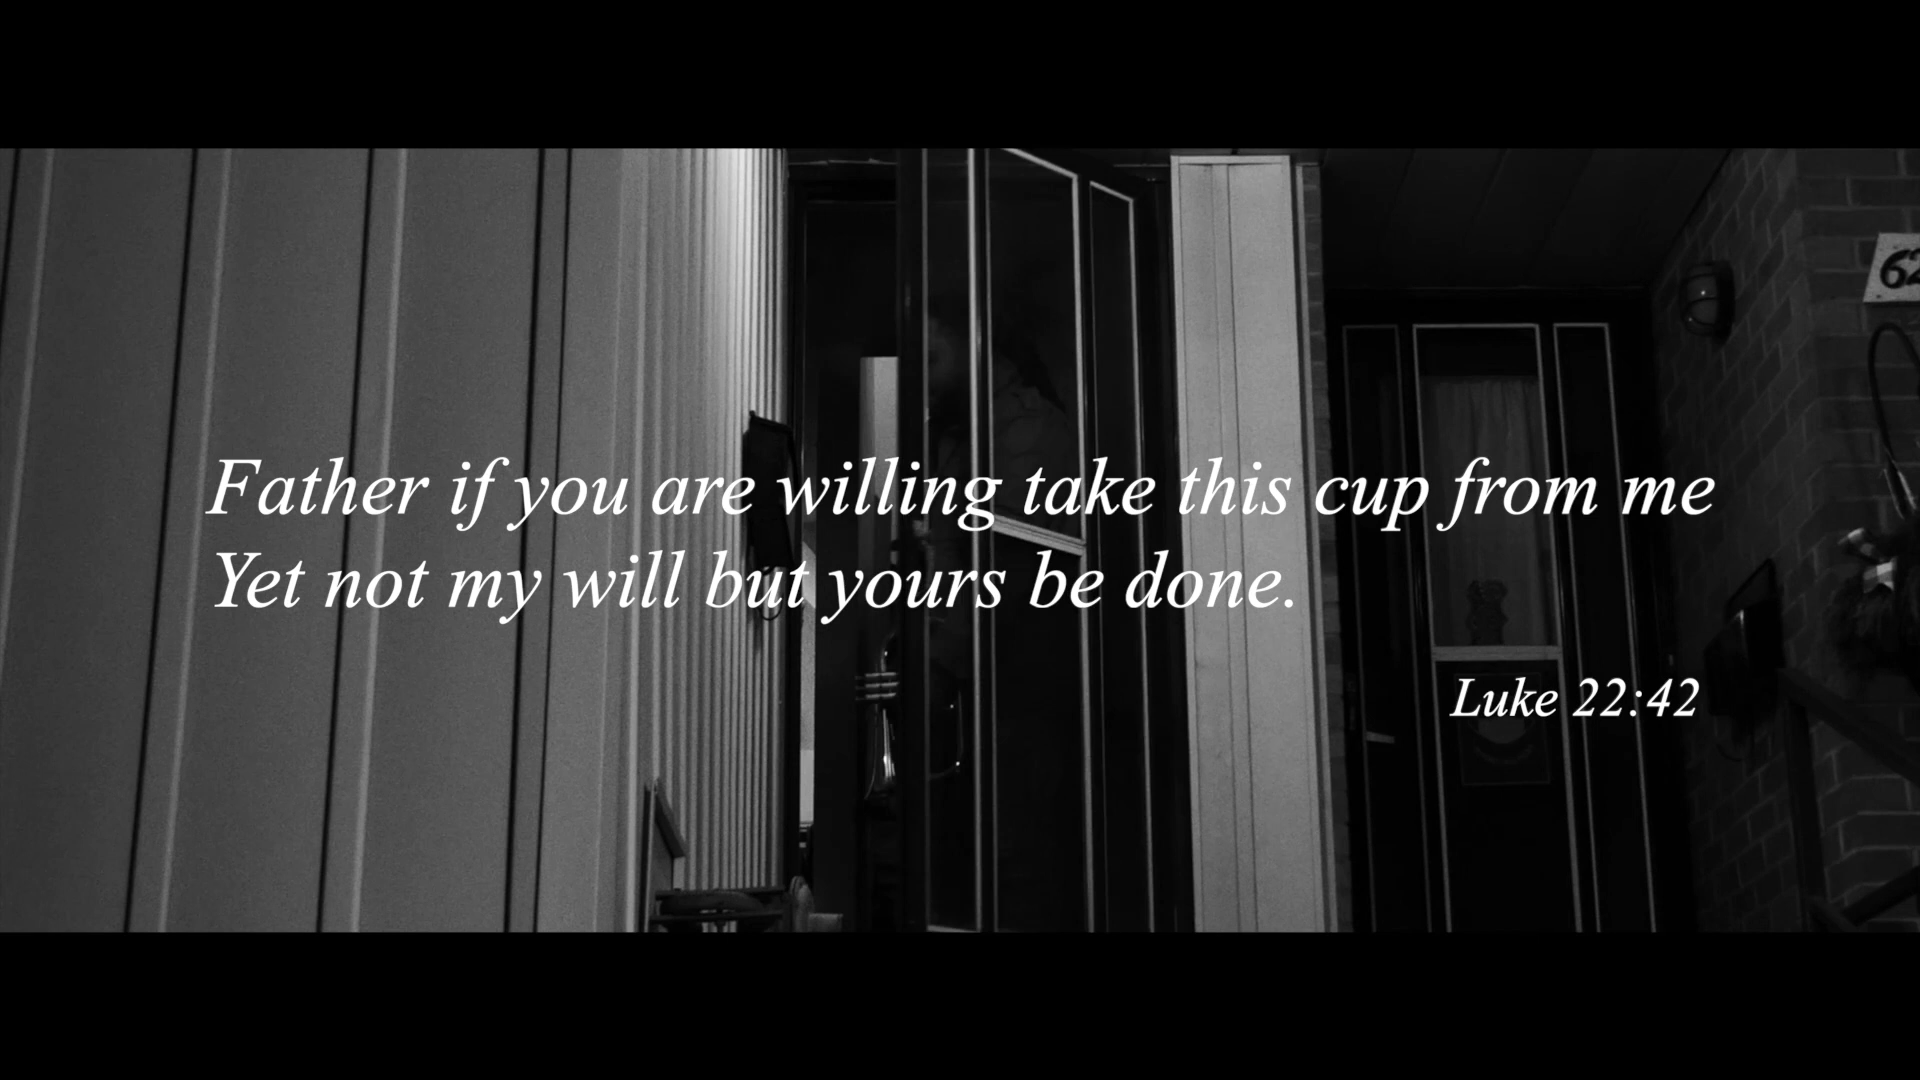 62
Father if you are willing take this cup from me
Yet not my will but yours be done.
Luke 22:42